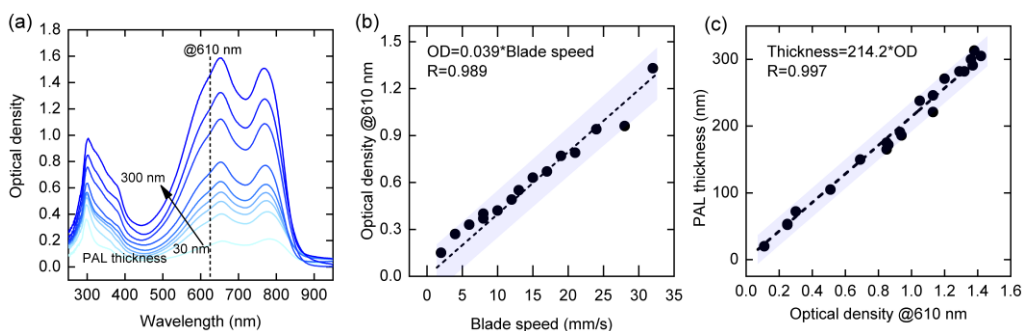 (a)
1.8
1.6
1.4
1.2
1.0
0.8
0.6
0.4
0.2
0.0
Optical density
@610 nm
300 nm
30 nm
PAL thickness
300 400 500 600 700 800 900
Wavelength (nm)
(b)
1.5
1.2
0.9
0.6
0.3
0.0
Optical density @610 nm
OD=0.039*Blade speed
R=0.989
0 5 10 15 20 25 30 35
Blade speed (mm/s)
(c)
300
200
100
0
PAL thickness (nm)
Thickness=214.2*OD
R=0.997
0.0 0.2 0.4 0.6 0.8 1.0 1.2 1.4 1.6
Optical density @610 nm